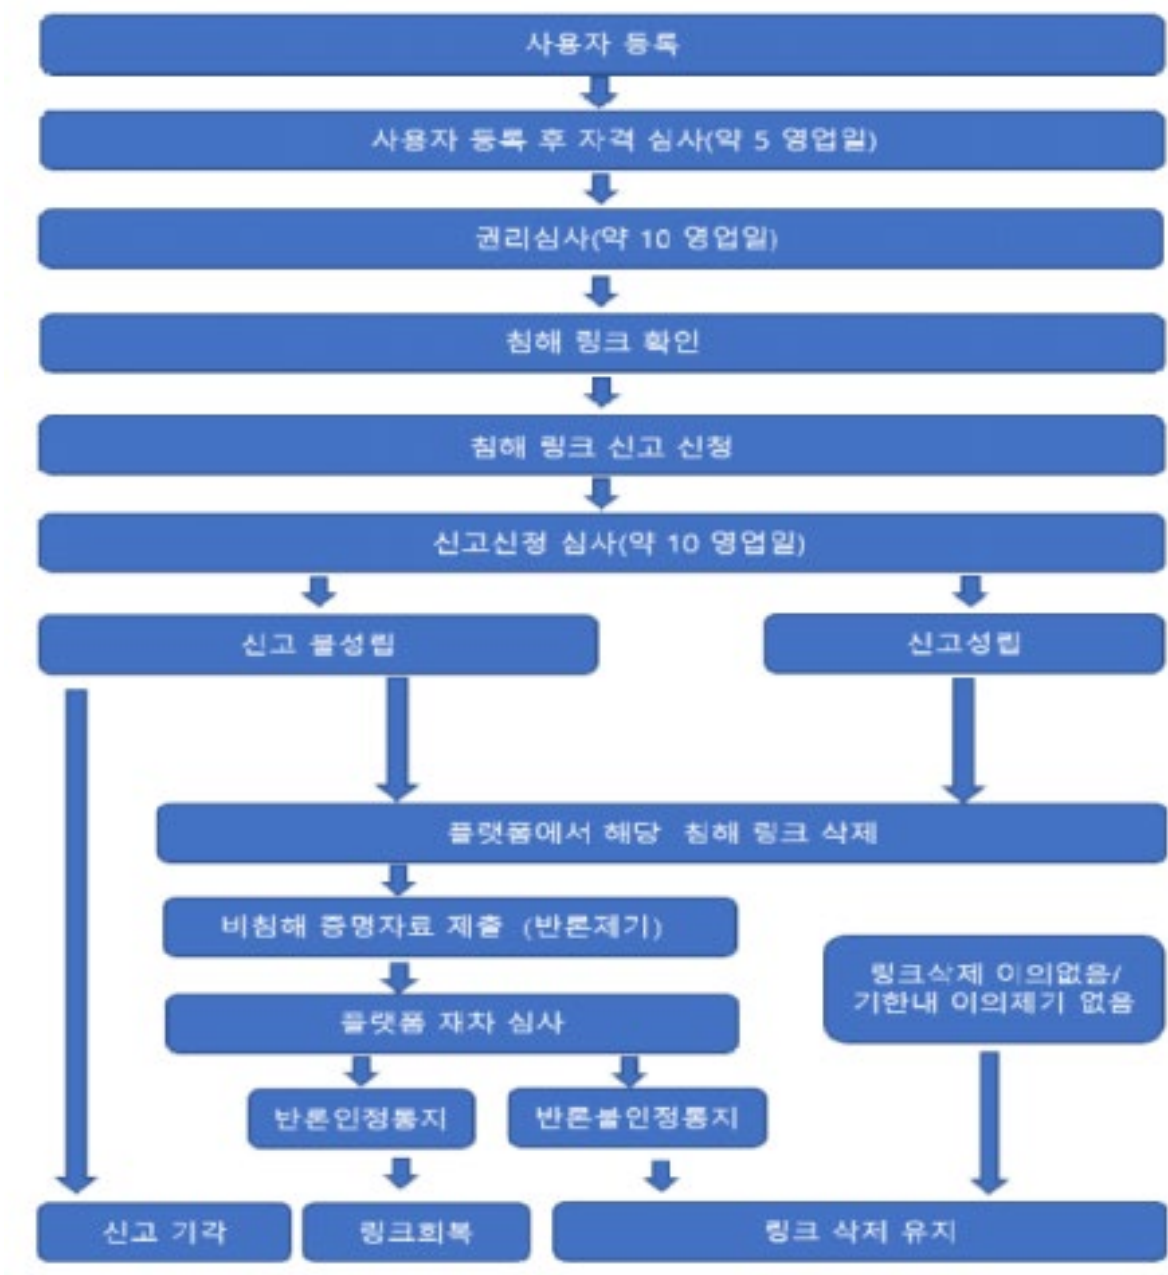 사용자 등록
사용자 등록 후 자격 심사(약 5 영업일)
권리심사(약 10 영업일)
침해 링크 확인
침해 링크 신고 신청
신고신청 심사(약 10 영업일)
신고 불성립
신고성립
플랫폼에서 해당 침해 링크 삭제
비침해 증명자료 제출 (반론제기)
링크삭제 이의없음/
기한내 이의제기 없음
플랫폼 재차 심사
반론인정통지
반론불인정통지
신고 기각
링크회복
링크 삭제 유지